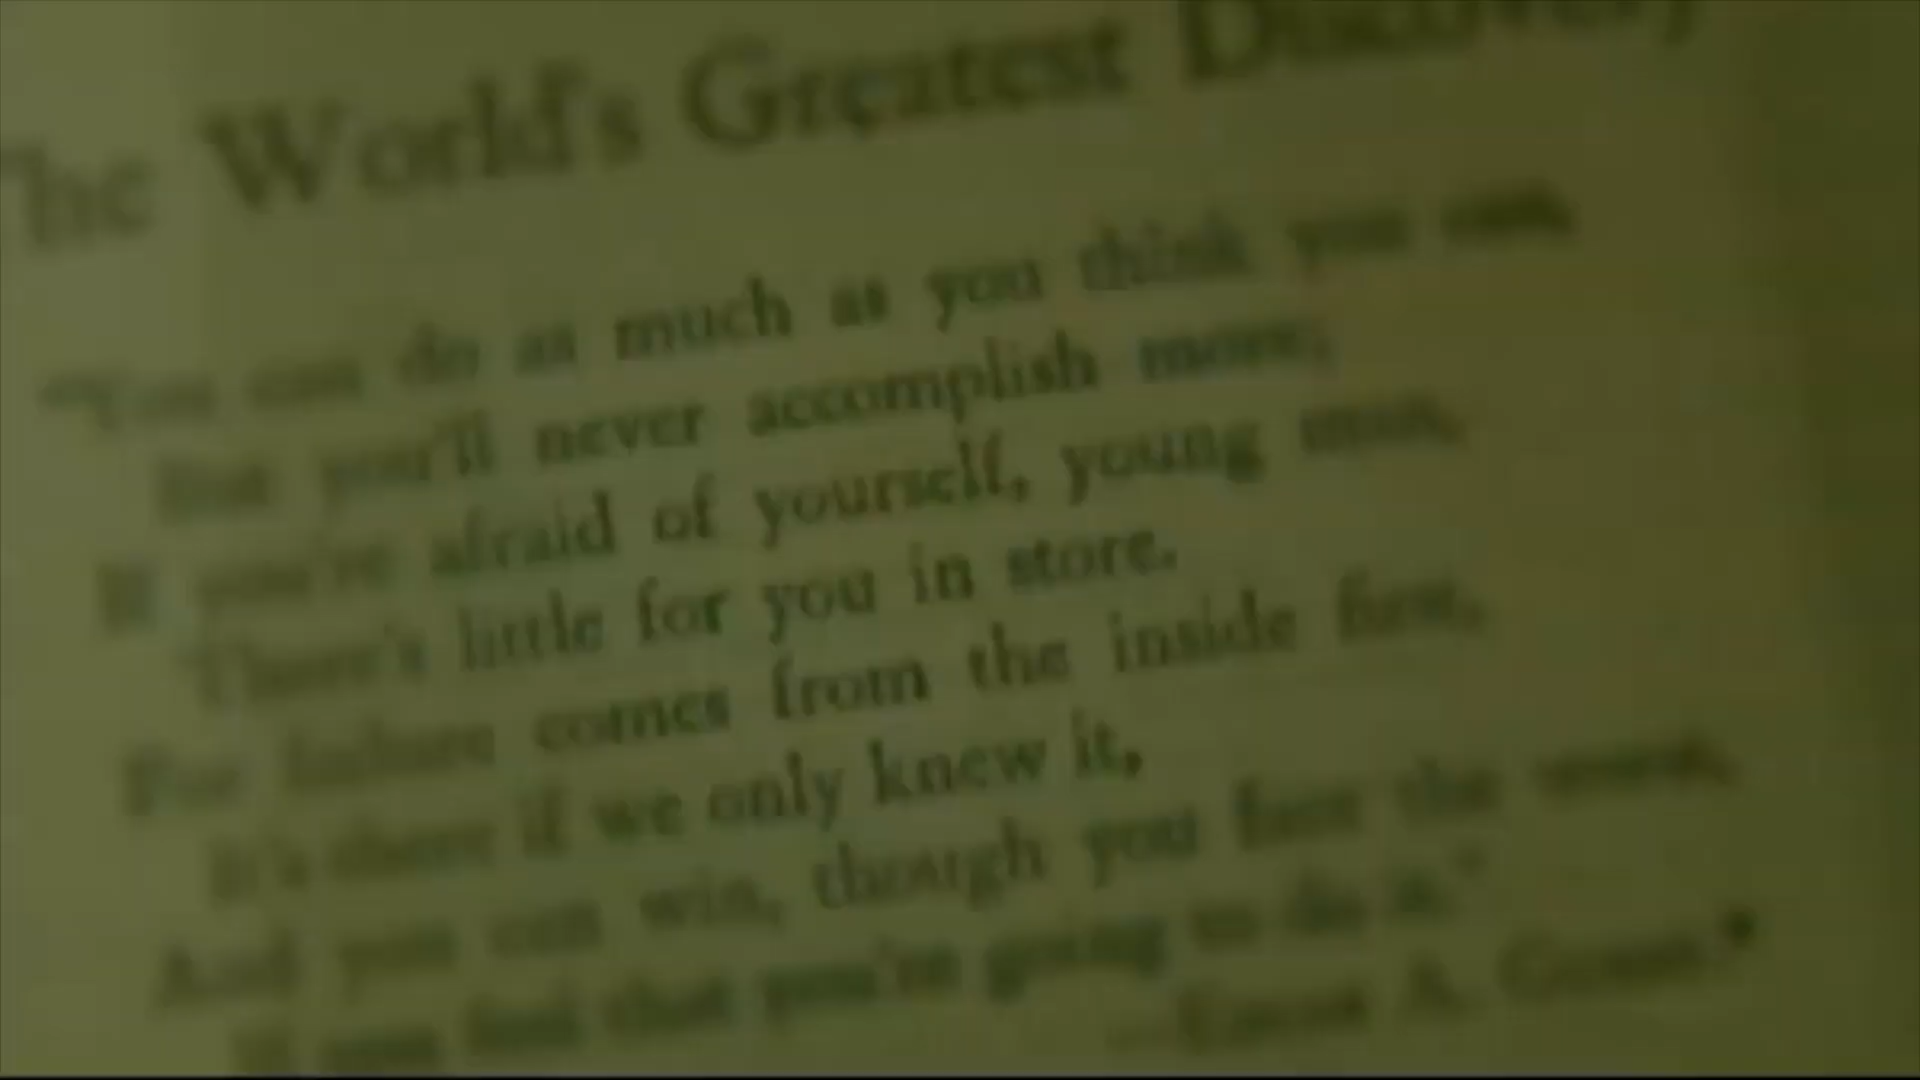 The World's Greatest Discovery
"You can do as much as you think you can,
But you'll never accomplish more;
If you're afraid of yourself, young man,
There's little for you in store.
For failure comes from the inside first,
It's there if we only knew it,
And you can win, though you face the worst,
If you feel that you're going to do it."
A.